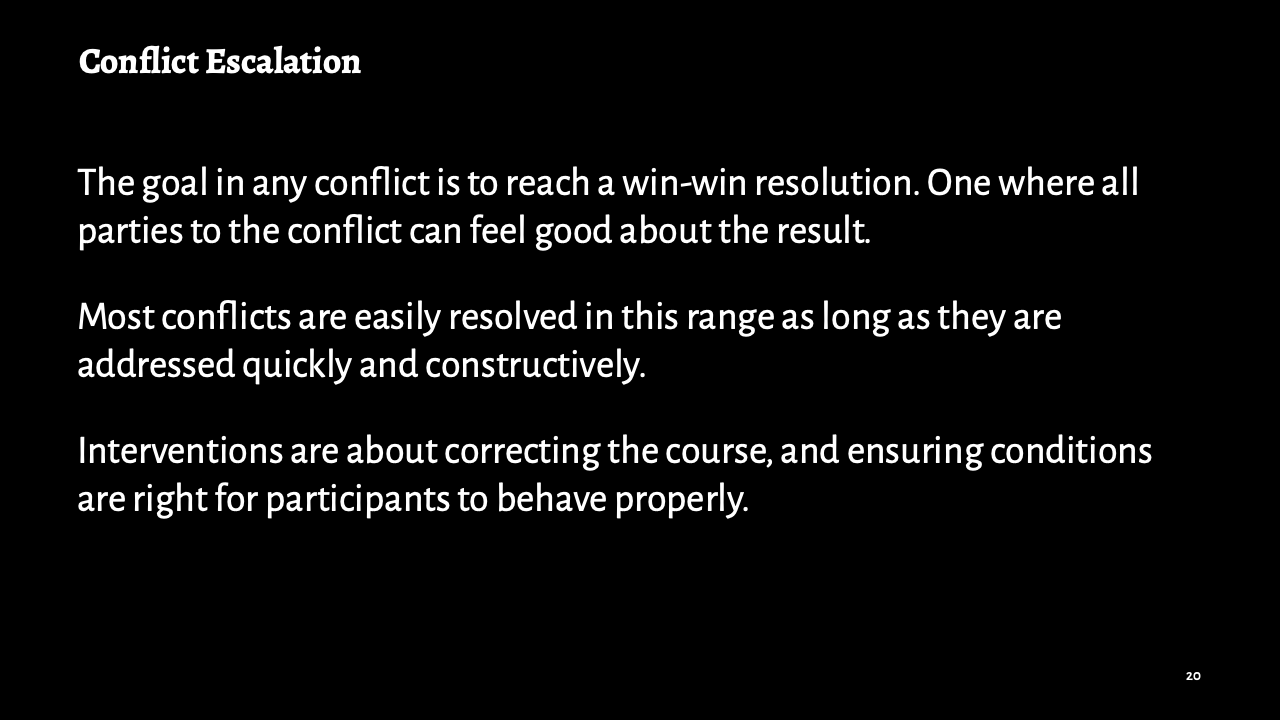 Conflict Escalation
The goal in any conflict is to reach a win-win resolution. One where all
parties to the conflict can feel good about the result.
Most conflicts are easily resolved in this range as long as they are
addressed quickly and constructively.
Interventions are about correcting the course, and ensuring conditions
are right for participants to behave properly.
20